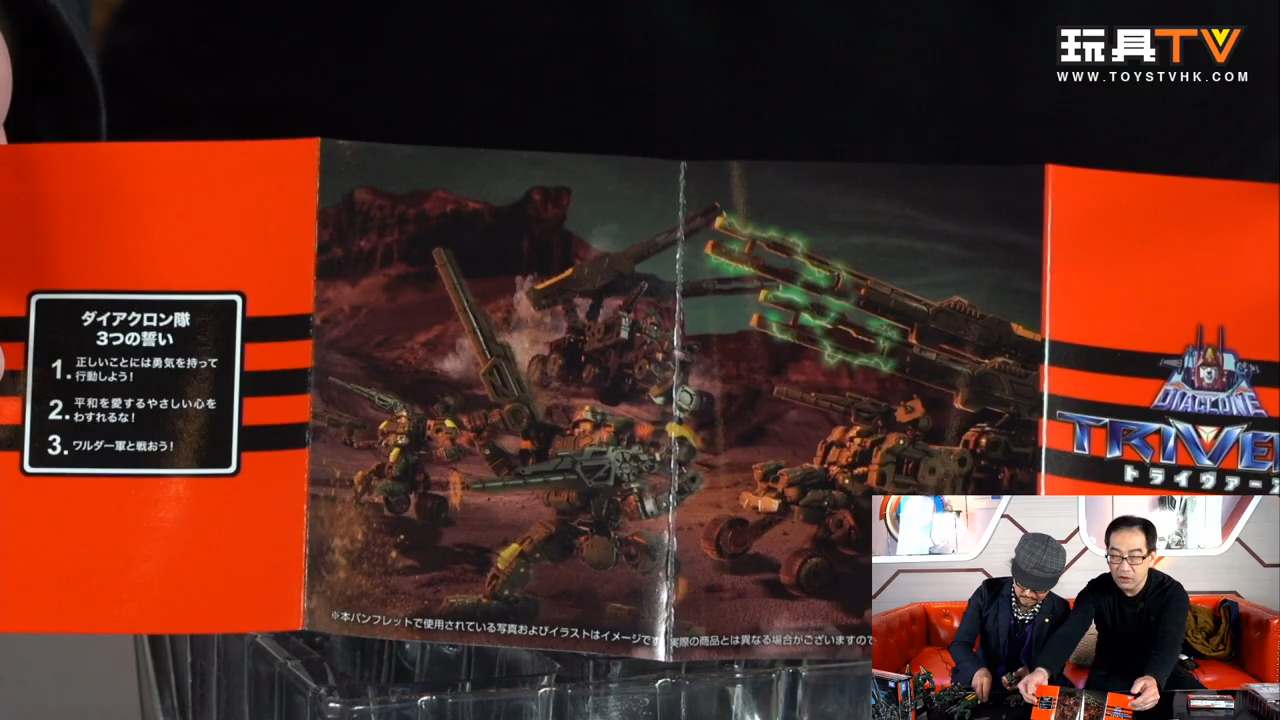 玩具TV
WWW.TOYSTVHK.COM
ダイアクロン隊
3つの誓い
1.正しいことには勇気を持って
行動しよう!
2.平和を愛するやさしい心を
わすれるな!
3.ワルダー軍と戦おう!
DIACLONE
TRIVE
トライヴァース
※本パンフレットで使用されている写真およびイラストはイメージです 実際の商品とは異なる場合がございますので